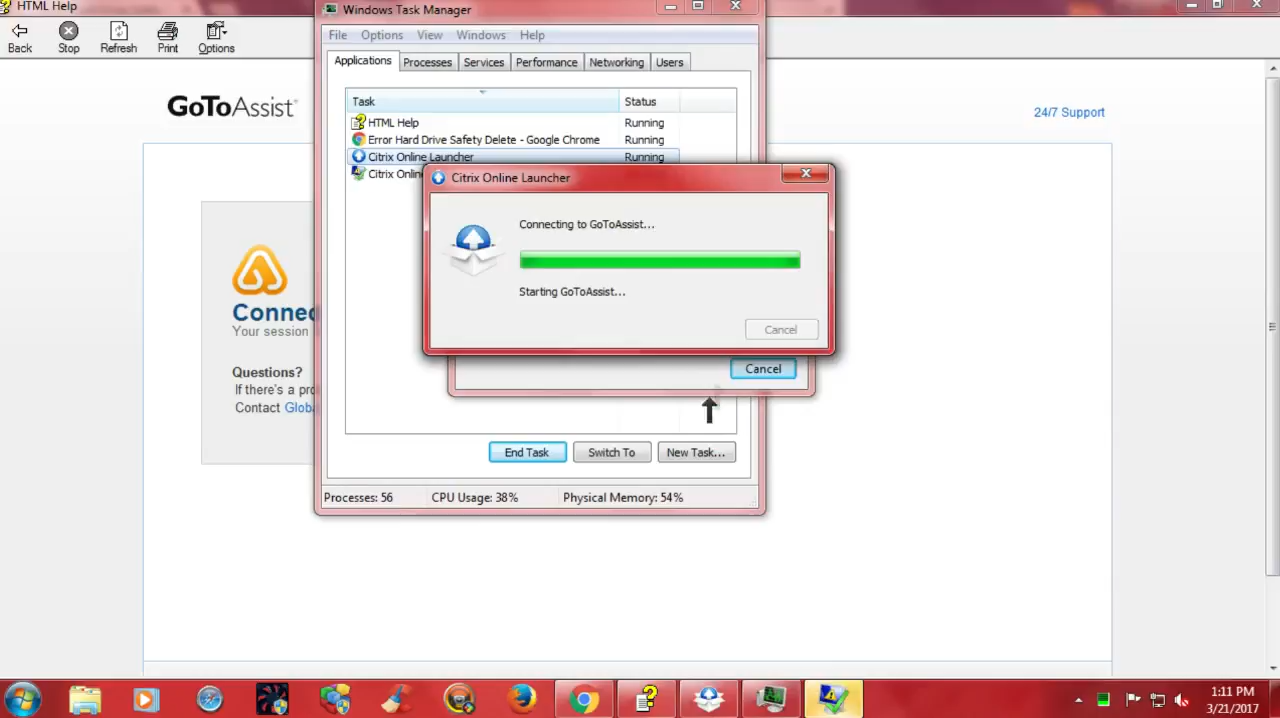 HTML Help
Back
Stop
Refresh
Print
Options
GoToAssist
24/7 Support
Connec
Your session
Questions?
If there's a pro
Contact Globa
Windows Task Manager
File Options View Windows Help
Applications Processes Services Performance Networking Users
Task Status
HTML Help Running
Error Hard Drive Safety Delete - Google Chrome Running
Citrix Online Launcher Running
Citrix Onlin
Citrix Online Launcher
Connecting to GoToAssist...
Starting GoToAssist...
Cancel
Cancel
End Task Switch To New Task...
Processes: 56 CPU Usage: 38% Physical Memory: 54%
1:11 PM
3/21/2017